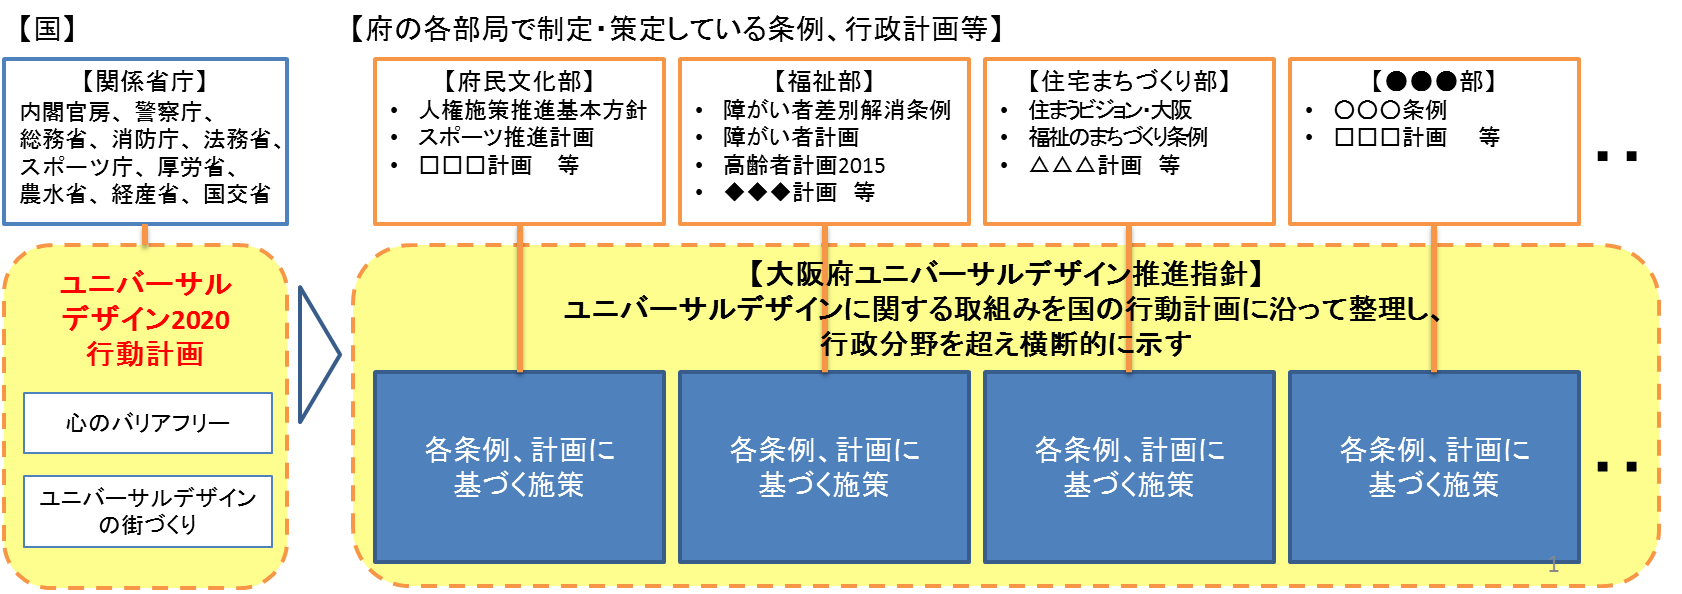 【国】
【関係省庁】
内閣官房、警察庁、
総務省、消防庁、法務省、
スポーツ庁、厚労省、
農水省、経産省、国交省
ユニバーサル
デザイン2020
行動計画
心のバリアフリー
ユニバーサルデザイン
の街づくり
【府の各部局で制定・策定している条例、行政計画等】
【府民文化部】
• 人権施策推進基本方針
• スポーツ推進計画
• □□□計画　等
【福祉部】
• 障がい者差別解消条例
• 障がい者計画
• 高齢者計画2015
• ◆◆◆計画　等
【住宅まちづくり部】
• 住まうビジョン・大阪
• 福祉のまちづくり条例
• △△△計画　等
【●●●部】
• 〇〇〇条例
• □□□計画　等
・・
【大阪府ユニバーサルデザイン推進指針】
ユニバーサルデザインに関する取組みを国の行動計画に沿って整理し、
行政分野を超え横断的に示す
各条例、計画に
基づく施策
各条例、計画に
基づく施策
各条例、計画に
基づく施策
各条例、計画に
基づく施策
・・
1